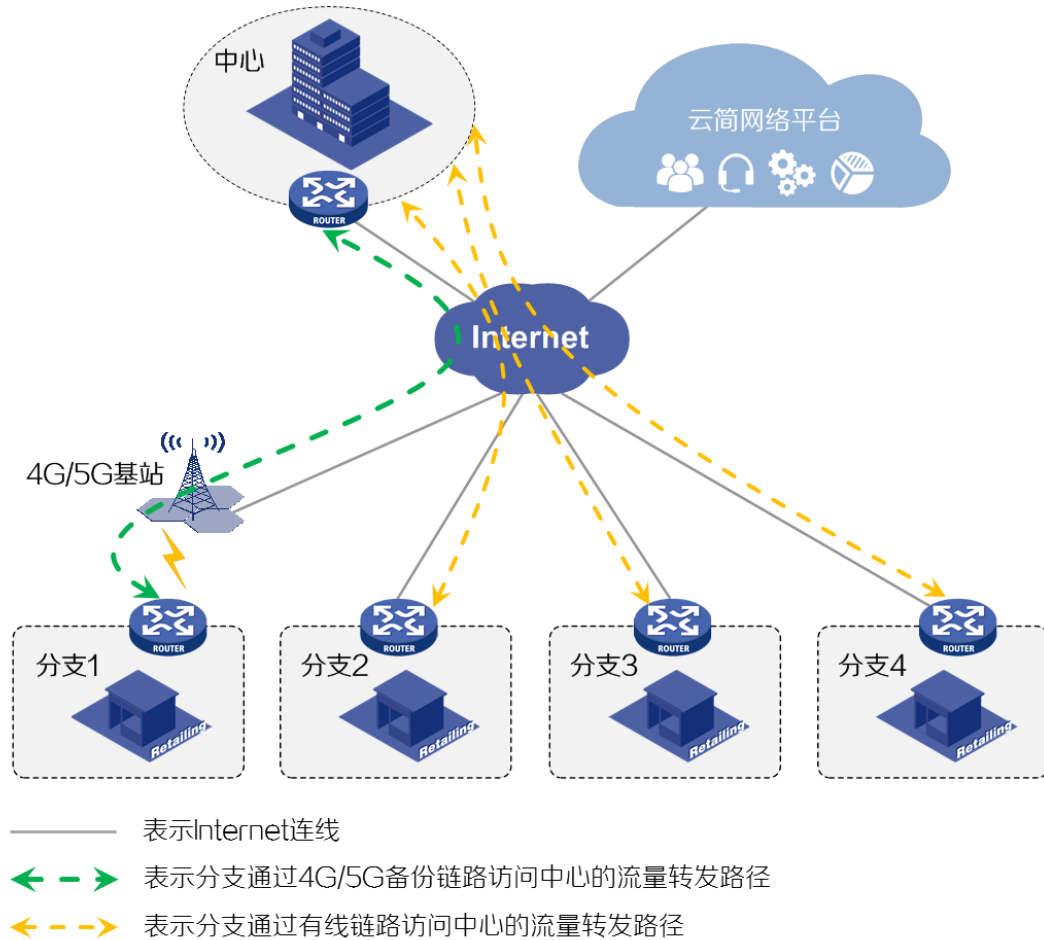 中心
云简网络平台
ROUTER
Internet
4G/5G基站
ROUTER
ROUTER
ROUTER
ROUTER
分支1
分支2
分支3
分支4
Retailing
Retailing
Retailing
Retailing
表示Internet连线
表示分支通过4G/5G备份链路访问中心的流量转发路径
表示分支通过有线链路访问中心的流量转发路径